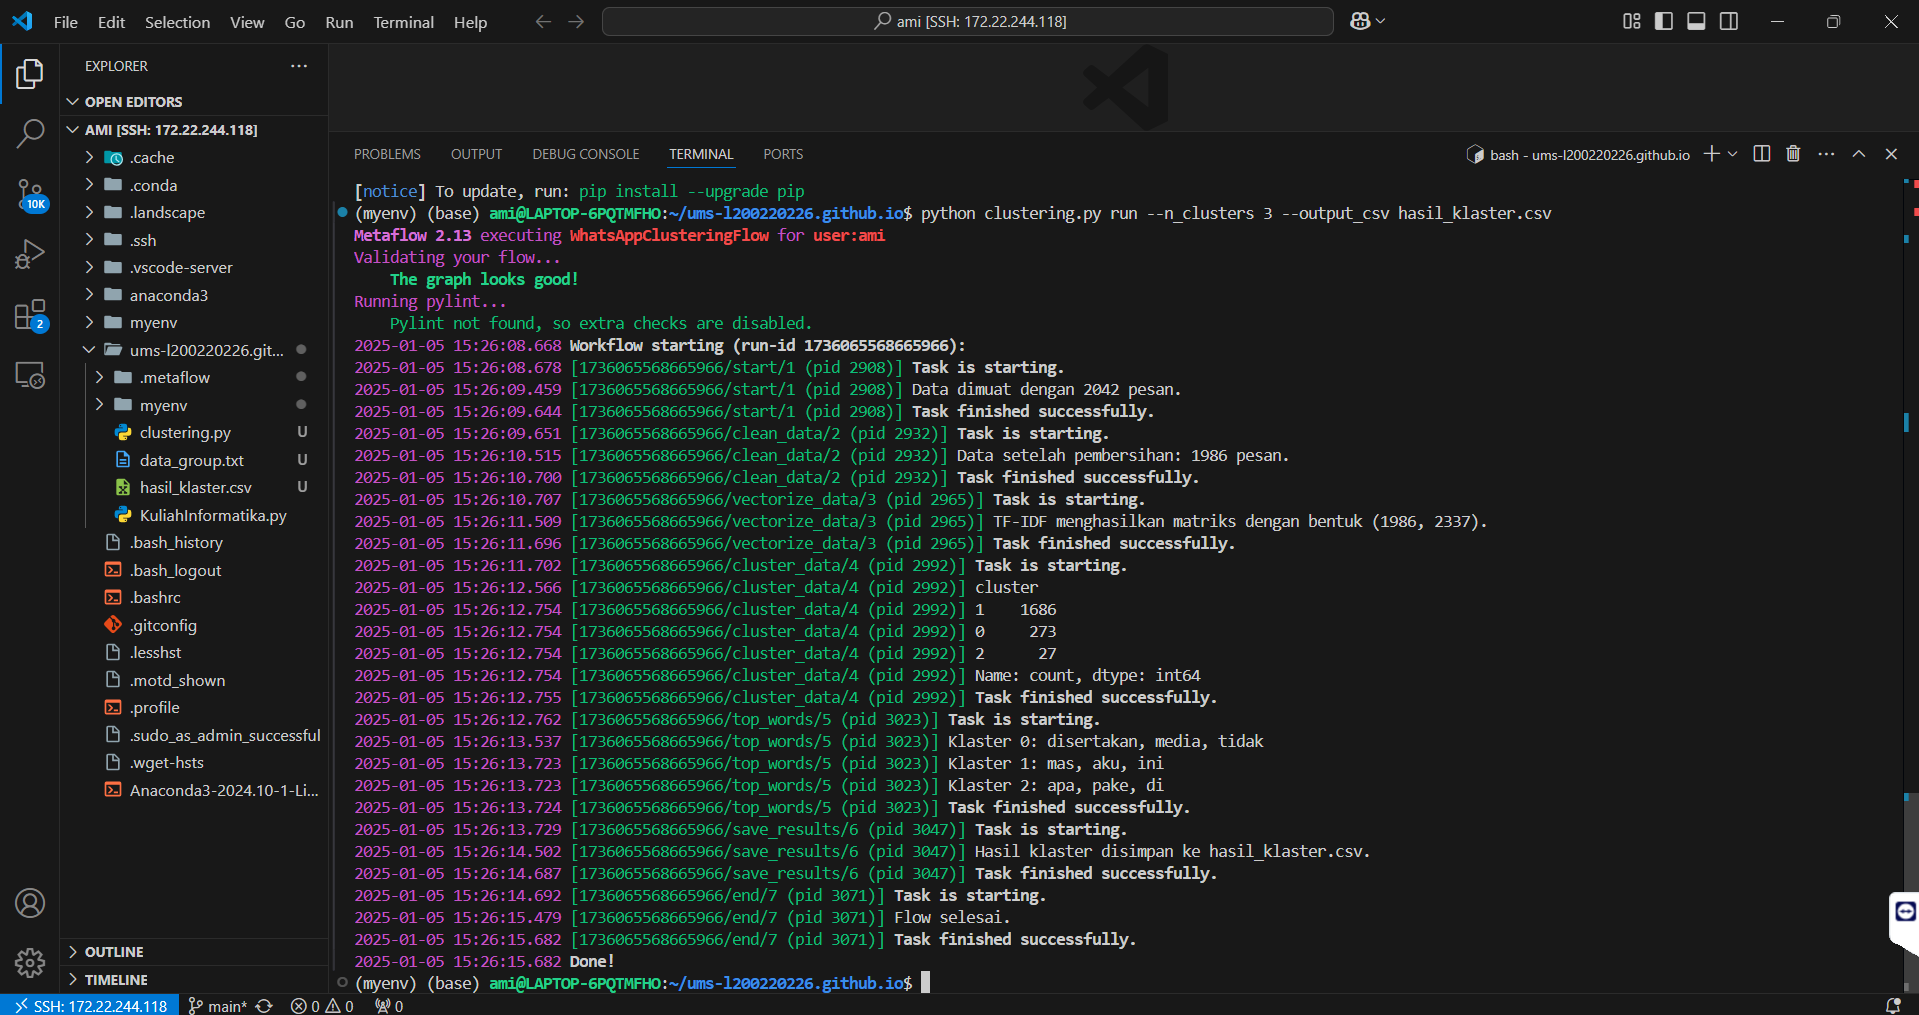 File Edit Selection View Go Run Terminal Help
ami [SSH: 172.22.244.118]
EXPLORER
OPEN EDITORS
AMI [SSH: 172.22.244.118]
.cache
.conda
.landscape
.ssh
.vscode-server
anaconda3
myenv
ums-l200220226.git...
.metaflow
myenv
clustering.py U
data_group.txt U
hasil_klaster.csv U
KuliahInformatika.py
.bash_history
.bash_logout
.bashrc
.gitconfig
.lesshst
.motd_shown
.profile
.sudo_as_admin_successful
.wget-hsts
Anaconda3-2024.10-1-Li...
OUTLINE
TIMELINE
10K
2
PROBLEMS OUTPUT DEBUG CONSOLE TERMINAL PORTS
bash - ums-l200220226.github.io
[notice] To update, run: pip install --upgrade pip
(myenv) (base) ami@LAPTOP-6PQTMFHO:~/ums-l200220226.github.io$ python clustering.py run --n_clusters 3 --output_csv hasil_klaster.csv
Metaflow 2.13 executing WhatsAppClusteringFlow for user:ami
Validating your flow...
The graph looks good!
Running pylint...
Pylint not found, so extra checks are disabled.
2025-01-05 15:26:08.668 Workflow starting (run-id 1736065568665966):
2025-01-05 15:26:08.678 [1736065568665966/start/1 (pid 2908)] Task is starting.
2025-01-05 15:26:09.459 [1736065568665966/start/1 (pid 2908)] Data dimuat dengan 2042 pesan.
2025-01-05 15:26:09.644 [1736065568665966/start/1 (pid 2908)] Task finished successfully.
2025-01-05 15:26:09.651 [1736065568665966/clean_data/2 (pid 2932)] Task is starting.
2025-01-05 15:26:10.515 [1736065568665966/clean_data/2 (pid 2932)] Data setelah pembersihan: 1986 pesan.
2025-01-05 15:26:10.700 [1736065568665966/clean_data/2 (pid 2932)] Task finished successfully.
2025-01-05 15:26:10.707 [1736065568665966/vectorize_data/3 (pid 2965)] Task is starting.
2025-01-05 15:26:11.509 [1736065568665966/vectorize_data/3 (pid 2965)] TF-IDF menghasilkan matriks dengan bentuk (1986, 2337).
2025-01-05 15:26:11.696 [1736065568665966/vectorize_data/3 (pid 2965)] Task finished successfully.
2025-01-05 15:26:11.702 [1736065568665966/cluster_data/4 (pid 2992)] Task is starting.
2025-01-05 15:26:12.566 [1736065568665966/cluster_data/4 (pid 2992)] cluster
2025-01-05 15:26:12.754 [1736065568665966/cluster_data/4 (pid 2992)] 1 1686
2025-01-05 15:26:12.754 [1736065568665966/cluster_data/4 (pid 2992)] 0 273
2025-01-05 15:26:12.754 [1736065568665966/cluster_data/4 (pid 2992)] 2 27
2025-01-05 15:26:12.754 [1736065568665966/cluster_data/4 (pid 2992)] Name: count, dtype: int64
2025-01-05 15:26:12.755 [1736065568665966/cluster_data/4 (pid 2992)] Task finished successfully.
2025-01-05 15:26:12.762 [1736065568665966/top_words/5 (pid 3023)] Task is starting.
2025-01-05 15:26:13.537 [1736065568665966/top_words/5 (pid 3023)] Klaster 0: disertakan, media, tidak
2025-01-05 15:26:13.723 [1736065568665966/top_words/5 (pid 3023)] Klaster 1: mas, aku, ini
2025-01-05 15:26:13.723 [1736065568665966/top_words/5 (pid 3023)] Klaster 2: apa, pake, di
2025-01-05 15:26:13.724 [1736065568665966/top_words/5 (pid 3023)] Task finished successfully.
2025-01-05 15:26:13.729 [1736065568665966/save_results/6 (pid 3047)] Task is starting.
2025-01-05 15:26:14.502 [1736065568665966/save_results/6 (pid 3047)] Hasil klaster disimpan ke hasil_klaster.csv.
2025-01-05 15:26:14.687 [1736065568665966/save_results/6 (pid 3047)] Task finished successfully.
2025-01-05 15:26:14.692 [1736065568665966/end/7 (pid 3071)] Task is starting.
2025-01-05 15:26:15.479 [1736065568665966/end/7 (pid 3071)] Flow selesai.
2025-01-05 15:26:15.682 [1736065568665966/end/7 (pid 3071)] Task finished successfully.
2025-01-05 15:26:15.682 Done!
(myenv) (base) ami@LAPTOP-6PQTMFHO:~/ums-l200220226.github.io$
SSH: 172.22.244.118 main* 0 0 0